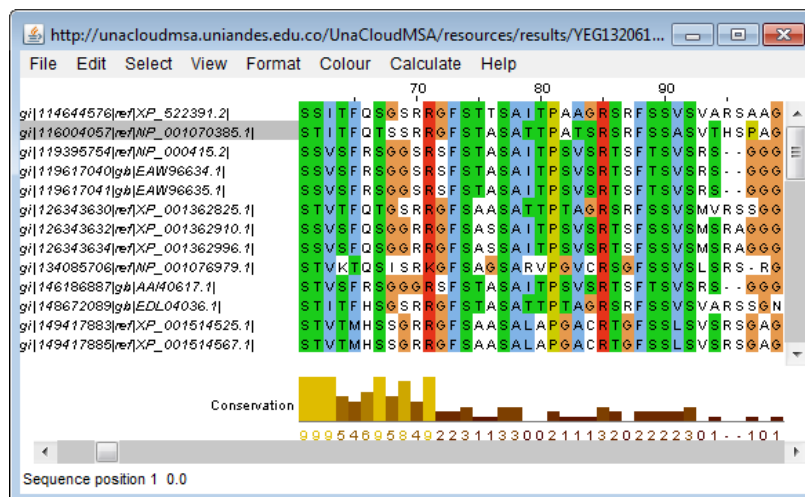 http://unacloudmsa.uniandes.edu.co/UnaCloudMSA/resources/results/YEG132061...
File Edit Select View Format Colour Calculate Help
70 80 90
gi|114644576|ref|XP_522391.2| SSITFQSGSRRGFSTTSAITPAAGRSRFSSVSVARSAAG
gi|116004057|ref|NP_001070385.1| STITFQTSSRRGFSTASATTPATSRSRFSSASVTHSPAG
gi|119395754|ref|NP_000415.2| SSVSFRSGGSRSFSTASAITPSVSRTSFTSVSRS--GGG
gi|119617040|gb|EAW96634.1| SSVSFRSGGSRSFSTASAITPSVSRTSFTSVSRS--GGG
gi|119617041|gb|EAW96635.1| SSVSFRSGGSRSFSTASAITPSVSRTSFTSVSRS--GGG
gi|126343630|ref|XP_001362825.1| STVTFQTGSRRGFSAASATTPTAGRSRFSSVSMVRSSGG
gi|126343632|ref|XP_001362910.1| SSVSFQSGGRRGFSASSAITPSVSRTSFSSVSMSRAGGG
gi|126343634|ref|XP_001362996.1| SSVSFQSGGRRGFSASSAITPSVSRTSFSSVSMSRAGGG
gi|134085706|ref|NP_001076979.1| STVKTQSISRKGFSAGSARVPGVCRSGFSSVSLSRS-RG
gi|146186887|gb|AAI40617.1| SSVSFRSGGGRSFSTASAITPSVSRTSFTSVSRS--GGG
gi|148672089|gb|EDL04036.1| STITFHSGSRRGFSTASATTPTAGRSRFSSVSVARSSGN
gi|149417883|ref|XP_001514525.1| STVTMHSSGRRGFSAASALAPGACRTGFSSLSVSRSGAG
gi|149417885|ref|XP_001514567.1| STVTMHSSGRRGFSAASALAPGACRTGFSSLSVSRSGAG
Conservation
9995469584922311330021113202222301--101
Sequence position 1 0.0